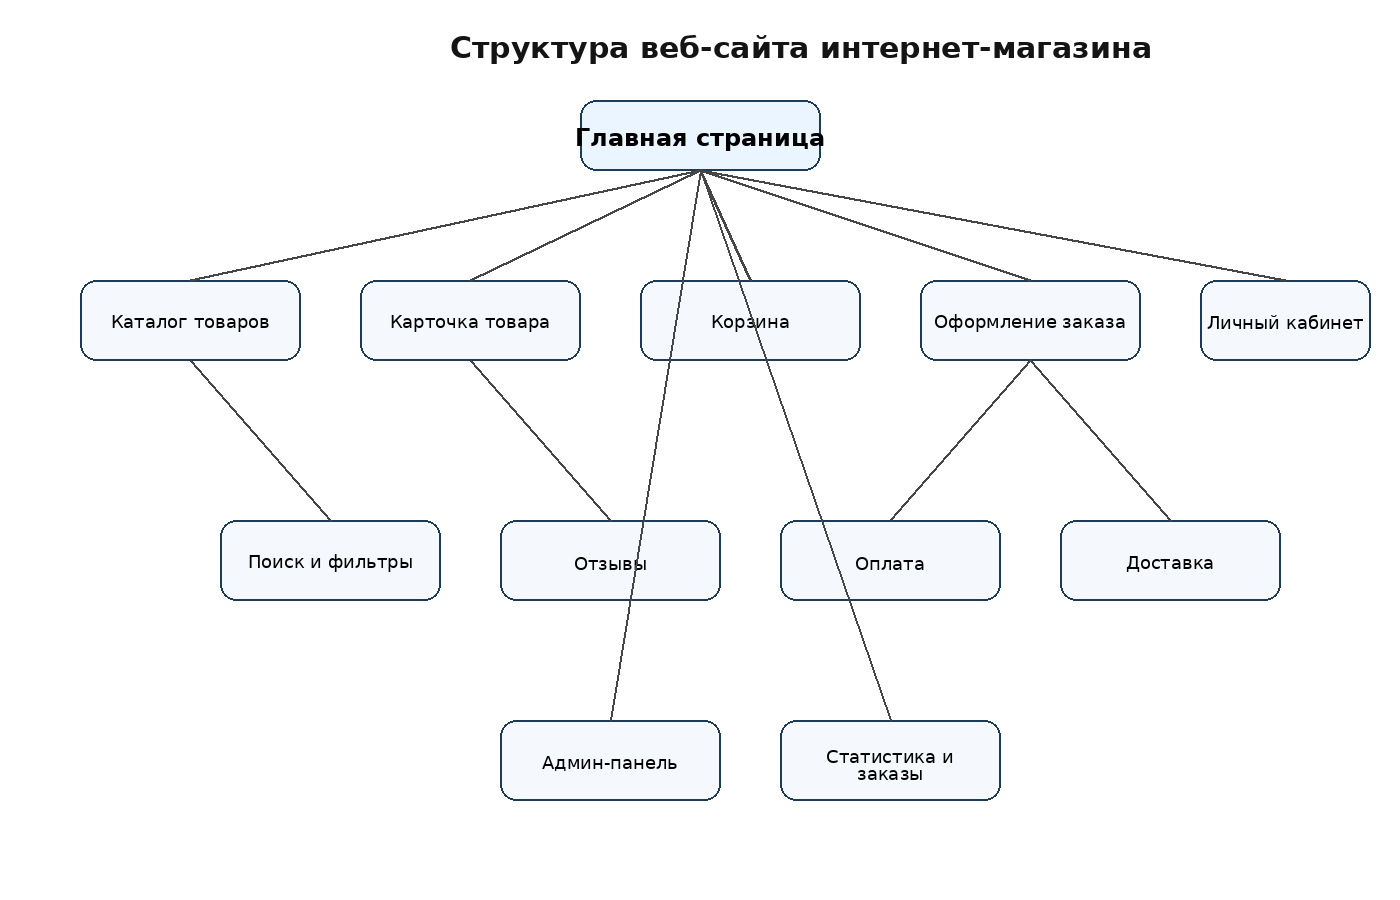 Структура веб-сайта интернет-магазина
Главная страница
Каталог товаров
Карточка товара
Корзина
Оформление заказа
Личный кабинет
Поиск и фильтры
Отзывы
Оплата
Доставка
Админ-панель
Статистика и
заказы